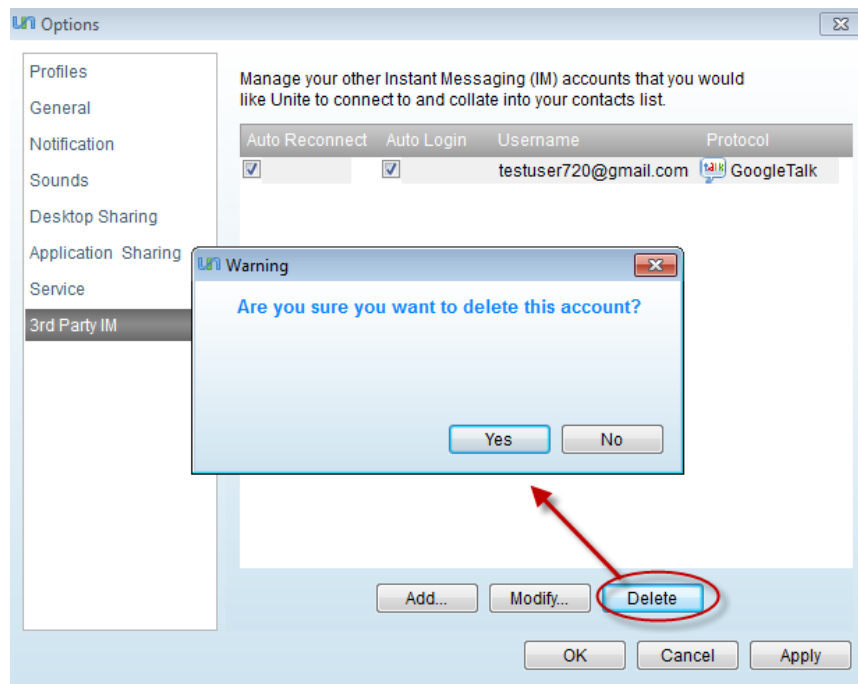 Options
Profiles
General
Notification
Sounds
Desktop Sharing
Application Sharing
Service
3rd Party IM
Manage your other Instant Messaging (IM) accounts that you would
like Unite to connect to and collate into your contacts list.
Auto Reconnect Auto Login Username Protocol
testuser720@gmail.com talk GoogleTalk
Warning
Are you sure you want to delete this account?
Yes No
Add... Modify... Delete
OK Cancel Apply